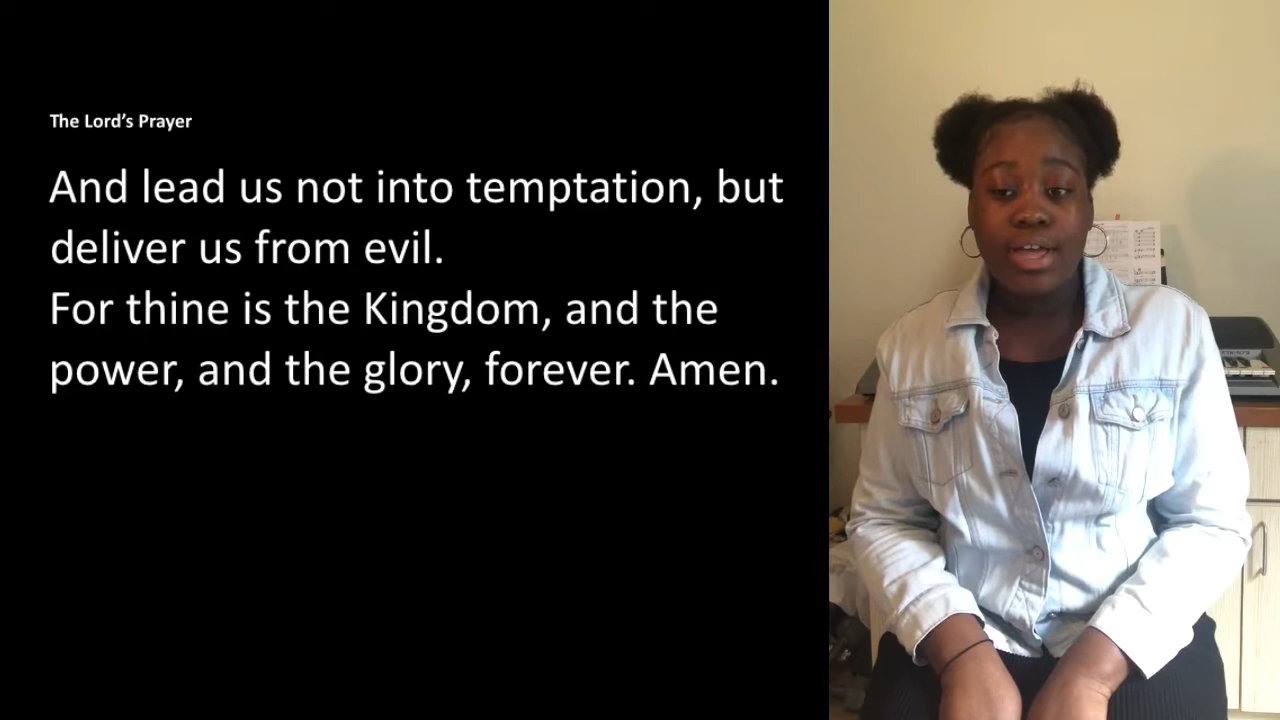 The Lord’s Prayer
And lead us not into temptation, but
deliver us from evil.
For thine is the Kingdom, and the
power, and the glory, forever. Amen.